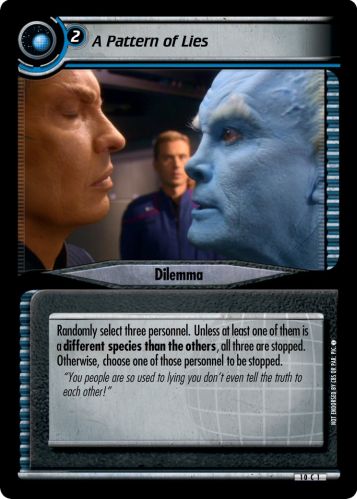 2 A Pattern of Lies
Dilemma
Randomly select three personnel. Unless at least one of them is
a different species than the others, all three are stopped.
Otherwise, choose one of those personnel to be stopped.
"You people are so used to lying you don't even tell the truth to
each other!"
NOT ENDORSED BY CBS OR PAR. PIC.
10 C 1